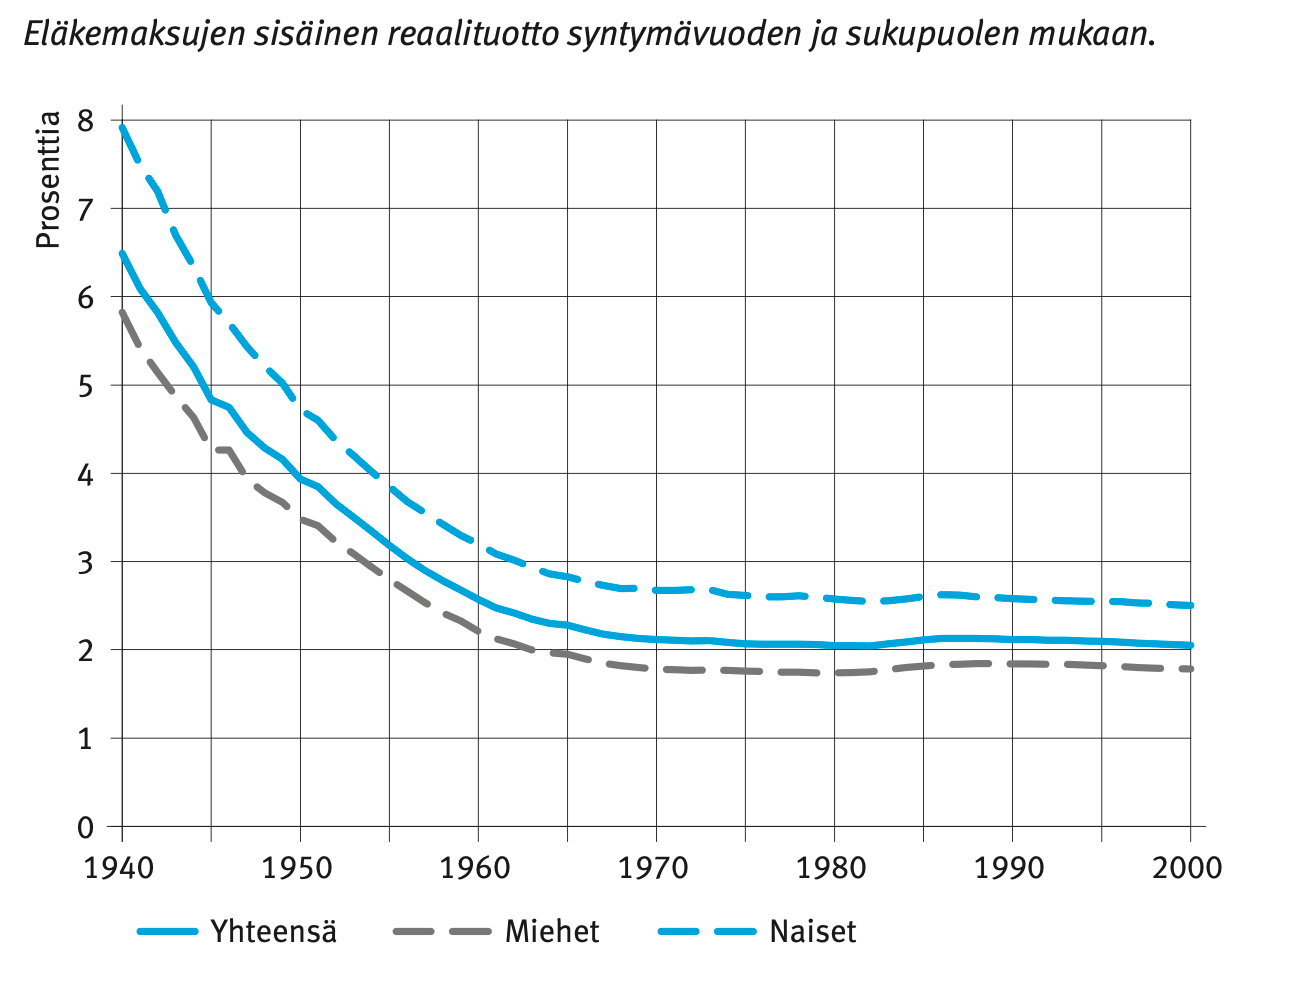 Eläkemaksujen sisäinen reaalituotto syntymävuoden ja sukupuolen mukaan.
Prosenttia
8
7
6
5
4
3
2
1
0
1940 1950 1960 1970 1980 1990 2000
Yhteensä Miehet Naiset